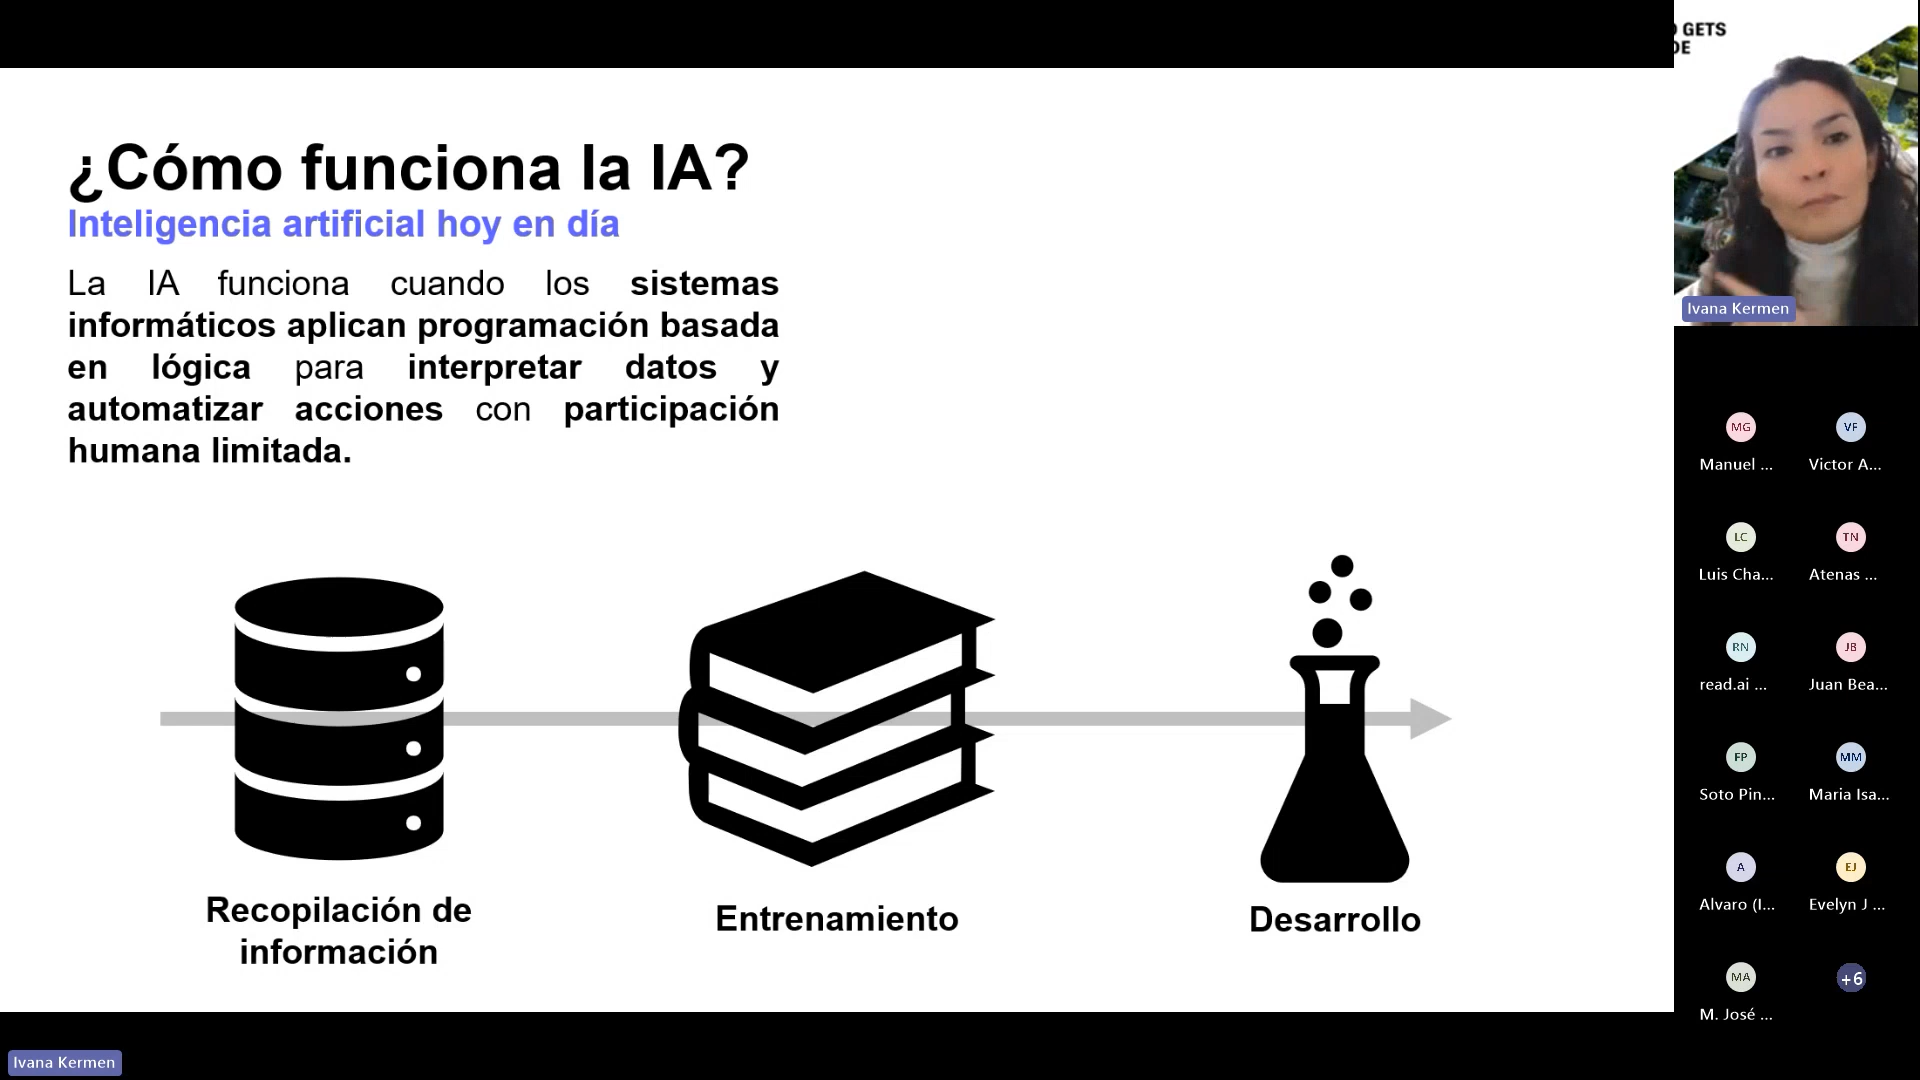 ¿Cómo funciona la IA?
Inteligencia artificial hoy en día
La IA funciona cuando los sistemas
informáticos aplican programación basada
en lógica para interpretar datos y
automatizar acciones con participación
humana limitada.
Recopilación de
información
Entrenamiento
Desarrollo
GETS
DE
Ivana Kermen
MG
Manuel ...
VF
Victor A...
LC
Luis Cha...
TN
Atenas ...
RN
read.ai ...
JB
Juan Bea...
FP
Soto Pin...
MM
Maria Isa...
A
Alvaro (I...
EJ
Evelyn J ...
MA
M. José ...
+6
Ivana Kermen